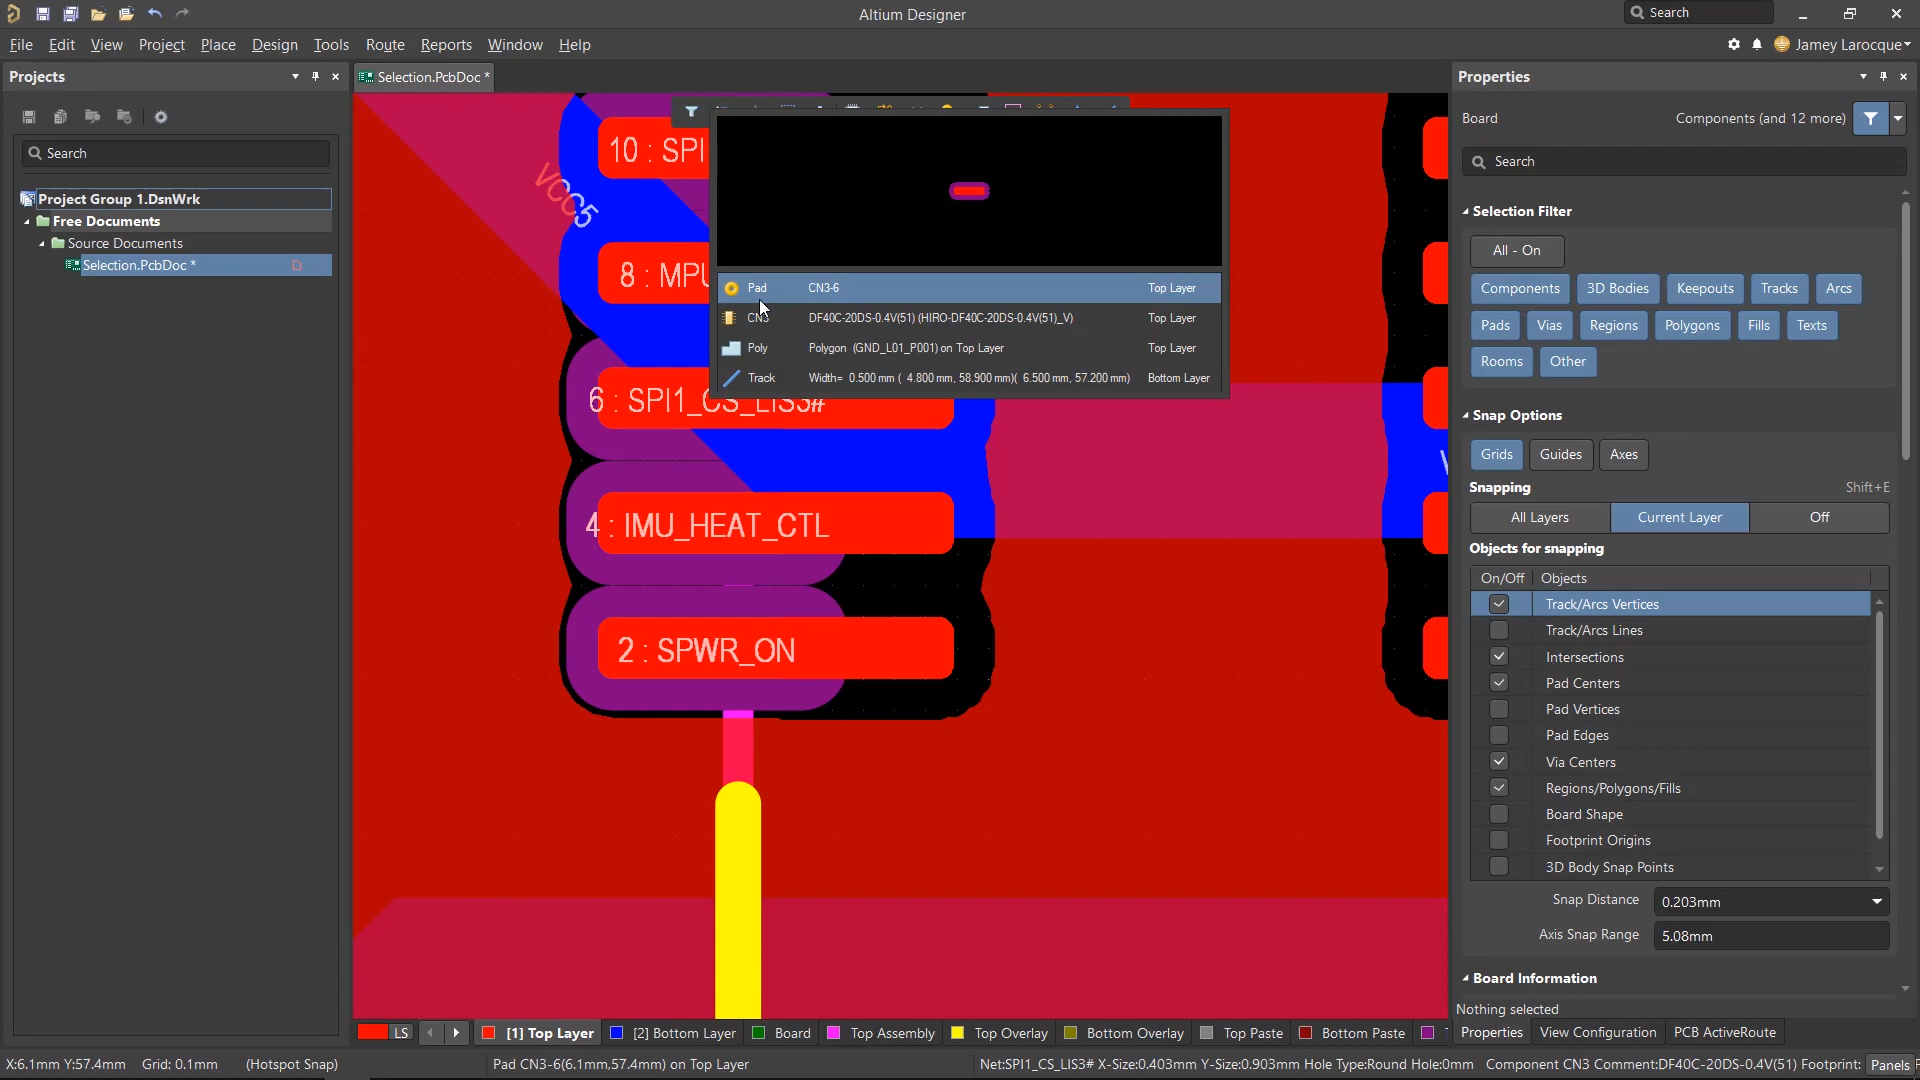 Altium Designer
Search
File Edit View Project Place Design Tools Route Reports Window Help
Jamey Larocque
Projects
Search
Project Group 1.DsnWrk
Free Documents
Source Documents
Selection.PcbDoc *
Selection.PcbDoc *
VCC5
10 : SPI
8 : MPU
6 : SPI1_CS_LIS3#
4 : IMU_HEAT_CTL
2 : SPWR_ON
Pad CN3-6 Top Layer
CN3 DF40C-20DS-0.4V(51) (HIRO-DF40C-20DS-0.4V(51)_V) Top Layer
Poly Polygon (GND_L01_P001) on Top Layer Top Layer
Track Width= 0.500 mm ( 4.800 mm, 58.900 mm)( 6.500 mm, 57.200 mm) Bottom Layer
Properties
Board Components (and 12 more)
Search
Selection Filter
All - On
Components 3D Bodies Keepouts Tracks Arcs
Pads Vias Regions Polygons Fills Texts
Rooms Other
Snap Options
Grids Guides Axes
Snapping Shift+E
All Layers Current Layer Off
Objects for snapping
On/Off Objects
Track/Arcs Vertices
Track/Arcs Lines
Intersections
Pad Centers
Pad Vertices
Pad Edges
Via Centers
Regions/Polygons/Fills
Board Shape
Footprint Origins
3D Body Snap Points
Snap Distance 0.203mm
Axis Snap Range 5.08mm
Board Information
Nothing selected
LS [1] Top Layer [2] Bottom Layer Board Top Assembly Top Overlay Bottom Overlay Top Paste Bottom Paste
Properties View Configuration PCB ActiveRoute
X:6.1mm Y:57.4mm Grid: 0.1mm (Hotspot Snap) Pad CN3-6(6.1mm,57.4mm) on Top Layer Net:SPI1_CS_LIS3# X-Size:0.403mm Y-Size:0.903mm Hole Type:Round Hole:0mm Component CN3 Comment:DF40C-20DS-0.4V(51) Footprint: Panels